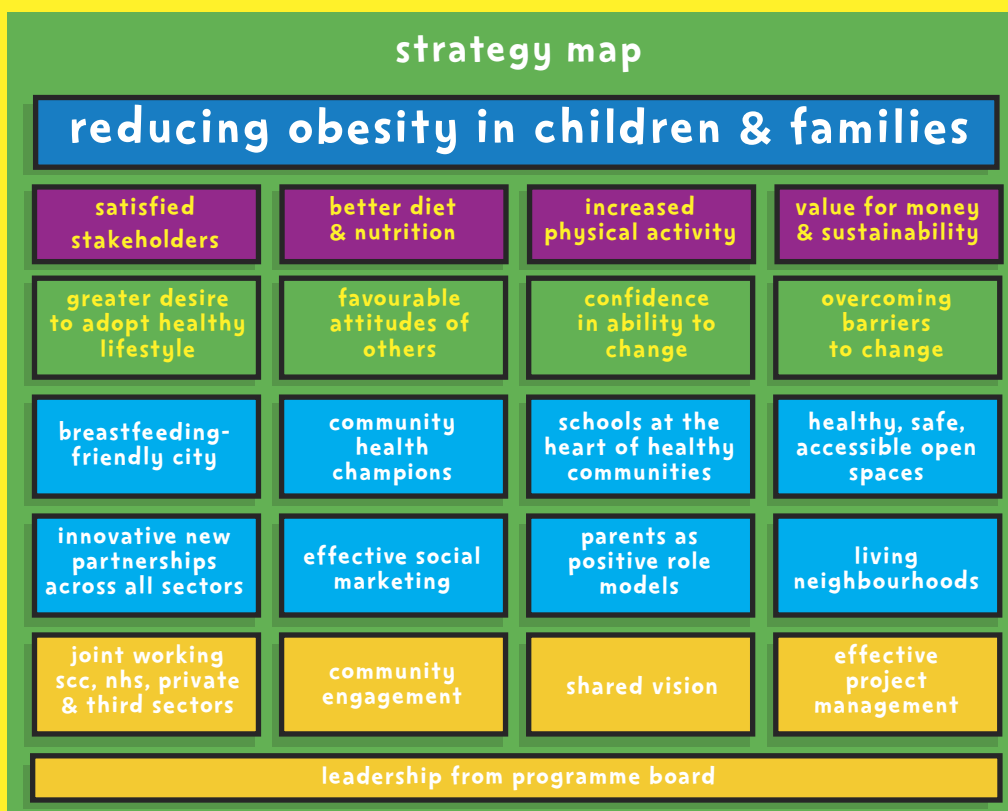 strategy map
reducing obesity in children & families
satisfied
stakeholders
better diet
& nutrition
increased
physical activity
value for money
& sustainability
greater desire
to adopt healthy
lifestyle
favourable
attitudes of
others
confidence
in ability to
change
overcoming
barriers
to change
breastfeeding-
friendly city
community
health
champions
schools at the
heart of healthy
communities
healthy, safe,
accessible open
spaces
innovative new
partnerships
across all sectors
effective social
marketing
parents as
positive role
models
living
neighbourhoods
joint working
scc, nhs, private
& third sectors
community
engagement
shared vision
effective
project
management
leadership from programme board